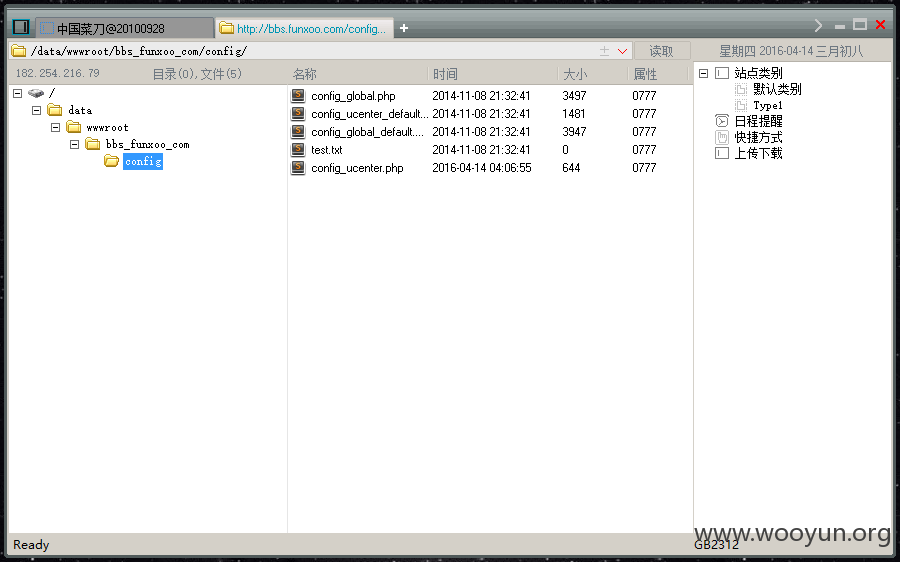 中国菜刀@20100928 http://bbs.funxoo.com/config... +
/data/wwwroot/bbs_funxoo_com/config/ 读取 星期四 2016-04-14 三月初八
182.254.216.79 目录(0),文件(5) 名称 时间 大小 属性
/
data
wwwroot
bbs_funxoo_com
config
config_global.php 2014-11-08 21:32:41 3497 0777
config_ucenter_default... 2014-11-08 21:32:41 1481 0777
config_global_default.... 2014-11-08 21:32:41 3947 0777
test.txt 2014-11-08 21:32:41 0 0777
config_ucenter.php 2016-04-14 04:06:55 644 0777
站点类别
默认类别
Type1
日程提醒
快捷方式
上传下载
www.wooyun.org
Ready GB2312